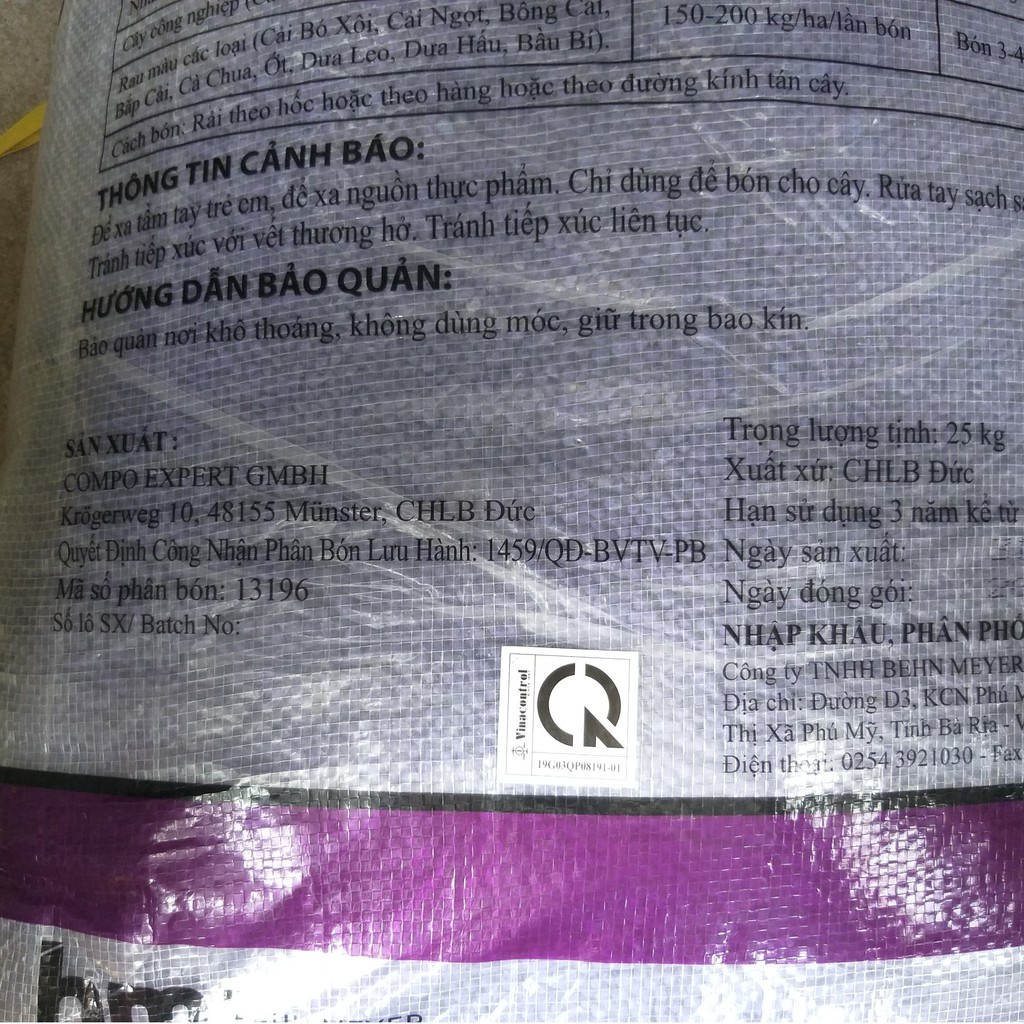 Cây công nghiệp
Rau màu các loại (Cải Bó Xôi, Cải Ngọt, Bông Cải,
Bắp Cải, Cà Chua, Ớt, Dưa Leo, Dưa Hấu, Bầu Bí).
150-200 kg/ha/lần bón
Bón 3-4
Cách bón: Rải theo hốc hoặc theo hàng hoặc theo đường kính tán cây.
THÔNG TIN CẢNH BÁO:
Để xa tầm tay trẻ em, để xa nguồn thực phẩm. Chỉ dùng để bón cho cây. Rửa tay sạch
Tránh tiếp xúc với vết thương hở. Tránh tiếp xúc liên tục.
HƯỚNG DẪN BẢO QUẢN:
Bảo quản nơi khô thoáng, không dùng móc, giữ trong bao kín.
SẢN XUẤT :
COMPO EXPERT GMBH
Krögerweg 10, 48155 Münster, CHLB Đức
Quyết Định Công Nhận Phân Bón Lưu Hành: 1459/QĐ-BVTV-PB
Mã số phân bón: 13196
Số lô SX/ Batch No:
Trọng lượng tịnh: 25 kg
Xuất xứ: CHLB Đức
Hạn sử dụng 3 năm kể từ
Ngày sản xuất:
Ngày đóng gói:
NHẬP KHẨU, PHÂN PHỐ
Công ty TNHH BEHN MEYER
Địa chỉ: Đường D3, KCN Phú M
Thị Xã Phú Mỹ, Tỉnh Bà Rịa - V
Điện thoại: 0254 3921030 - Fax
Vinacontrol
CR
19G03QP08191-01